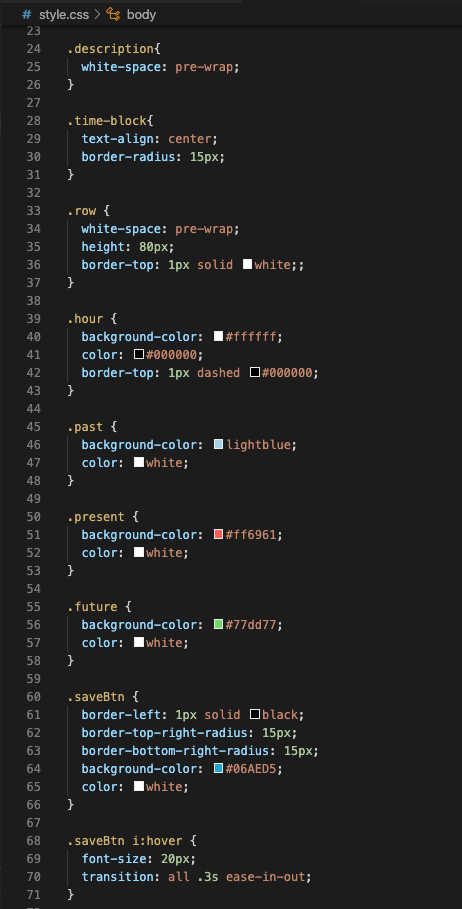 # style.css > body
23
24 .description{
25 white-space: pre-wrap;
26 }
27
28 .time-block{
29 text-align: center;
30 border-radius: 15px;
31 }
32
33 .row {
34 white-space: pre-wrap;
35 height: 80px;
36 border-top: 1px solid white;;
37 }
38
39 .hour {
40 background-color: #ffffff;
41 color: #000000;
42 border-top: 1px dashed #000000;
43 }
44
45 .past {
46 background-color: lightblue;
47 color: white;
48 }
49
50 .present {
51 background-color: #ff6961;
52 color: white;
53 }
54
55 .future {
56 background-color: #77dd77;
57 color: white;
58 }
59
60 .saveBtn {
61 border-left: 1px solid black;
62 border-top-right-radius: 15px;
63 border-bottom-right-radius: 15px;
64 background-color: #06AED5;
65 color: white;
66 }
67
68 .saveBtn i:hover {
69 font-size: 20px;
70 transition: all .3s ease-in-out;
71 }